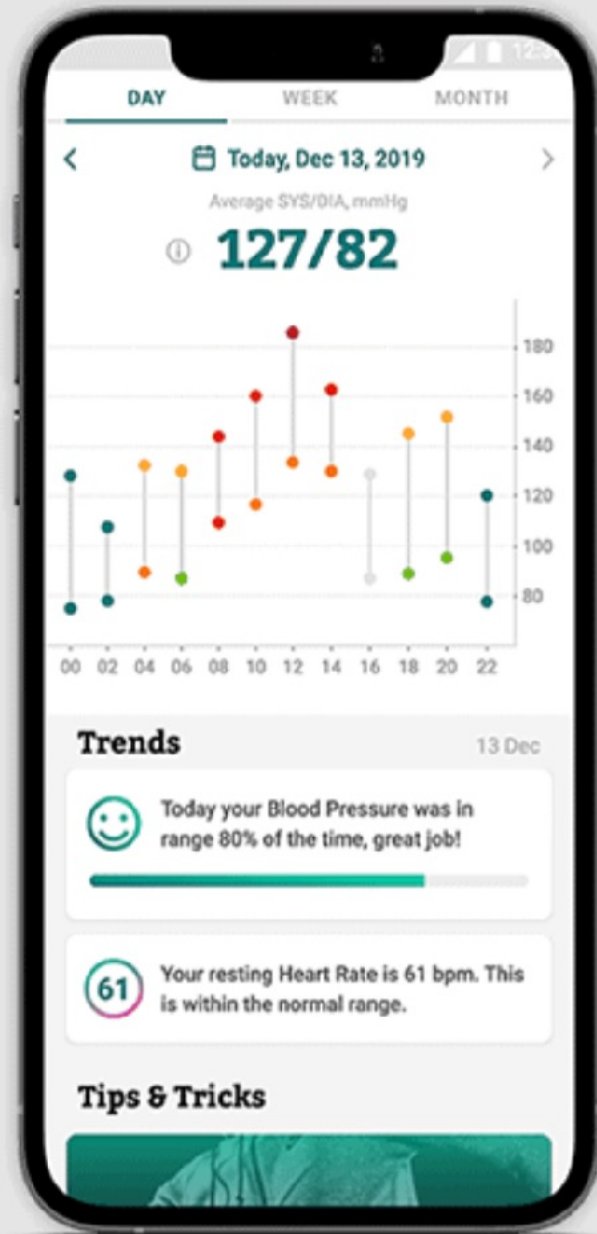 DAY WEEK MONTH
Today, Dec 13, 2019
Average SYS/DIA, mmHg
127/82
180
160
140
120
100
80
00 02 04 06 08 10 12 14 16 18 20 22
Trends 13 Dec
Today your Blood Pressure was in
range 80% of the time, great job!
61
Your resting Heart Rate is 61 bpm. This
is within the normal range.
Tips & Tricks